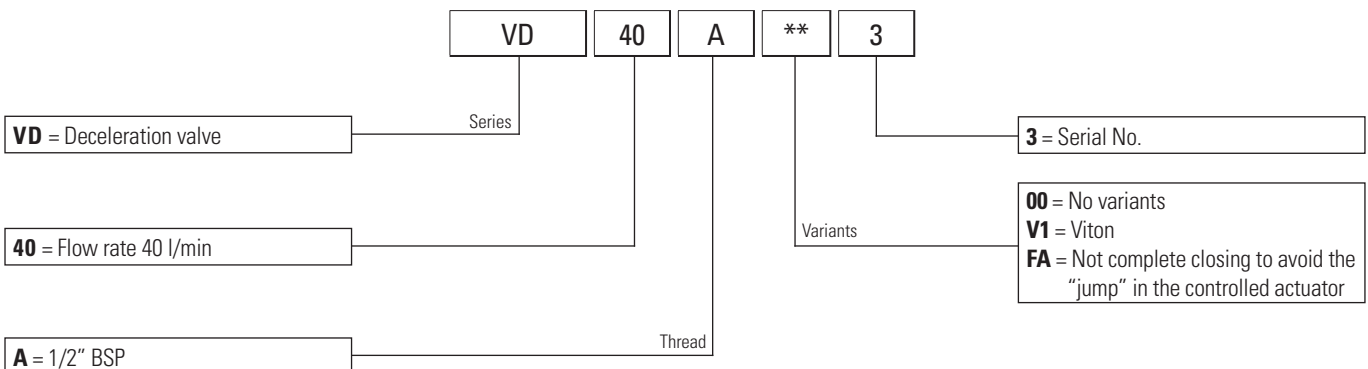 VD 40 A ** 3
Series
VD = Deceleration valve
3 = Serial No.
00 = No variants
V1 = Viton
FA = Not complete closing to avoid the
“jump” in the controlled actuator
Variants
40 = Flow rate 40 l/min
Thread
A = 1/2” BSP